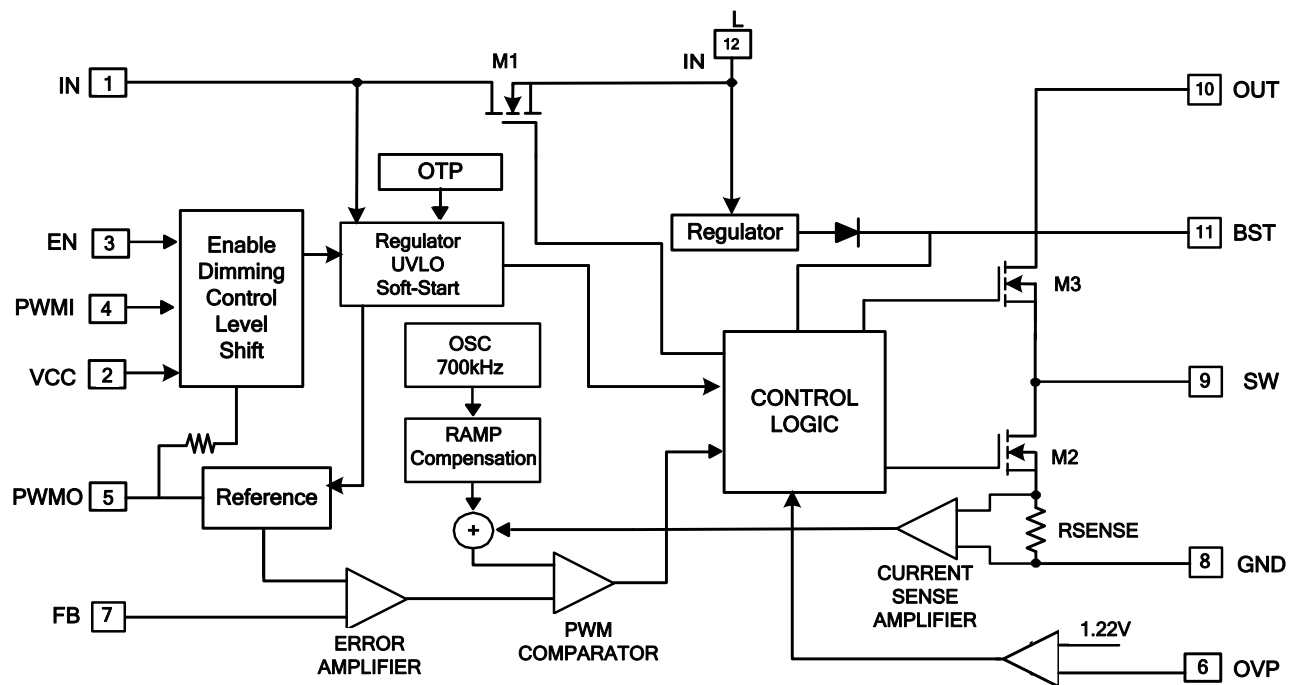 L
12
M1
IN
IN 1
10 OUT
OTP
Regulator
11 BST
EN 3
Enable
Dimming
Control
Level
Shift
Regulator
UVLO
Soft-Start
M3
PWMI 4
OSC
700kHz
VCC 2
9 SW
CONTROL
LOGIC
RAMP
Compensation
M2
PWMO 5
Reference
+
RSENSE
8 GND
CURRENT
SENSE
AMPLIFIER
FB 7
ERROR
AMPLIFIER
PWM
COMPARATOR
1.22V
6 OVP